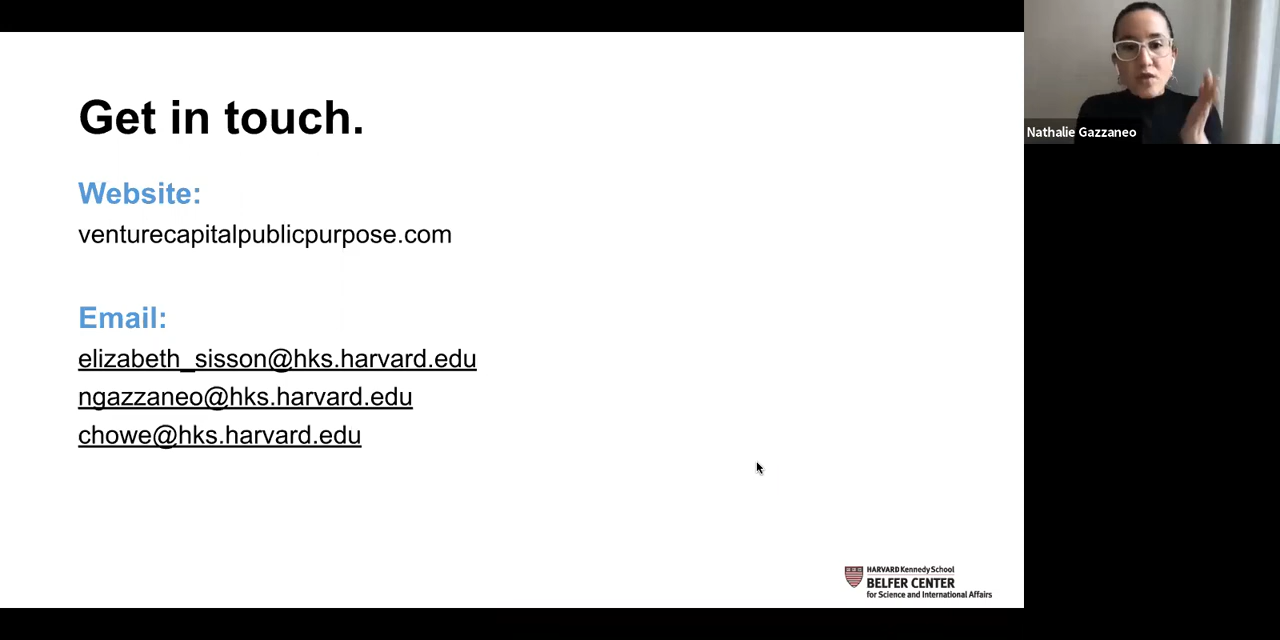 Get in touch.
Website:
venturecapitalpublicpurpose.com
Email:
elizabeth_sisson@hks.harvard.edu
ngazzaneo@hks.harvard.edu
chowe@hks.harvard.edu
HARVARD Kennedy School
BELFER CENTER
for Science and International Affairs
Nathalie Gazzaneo